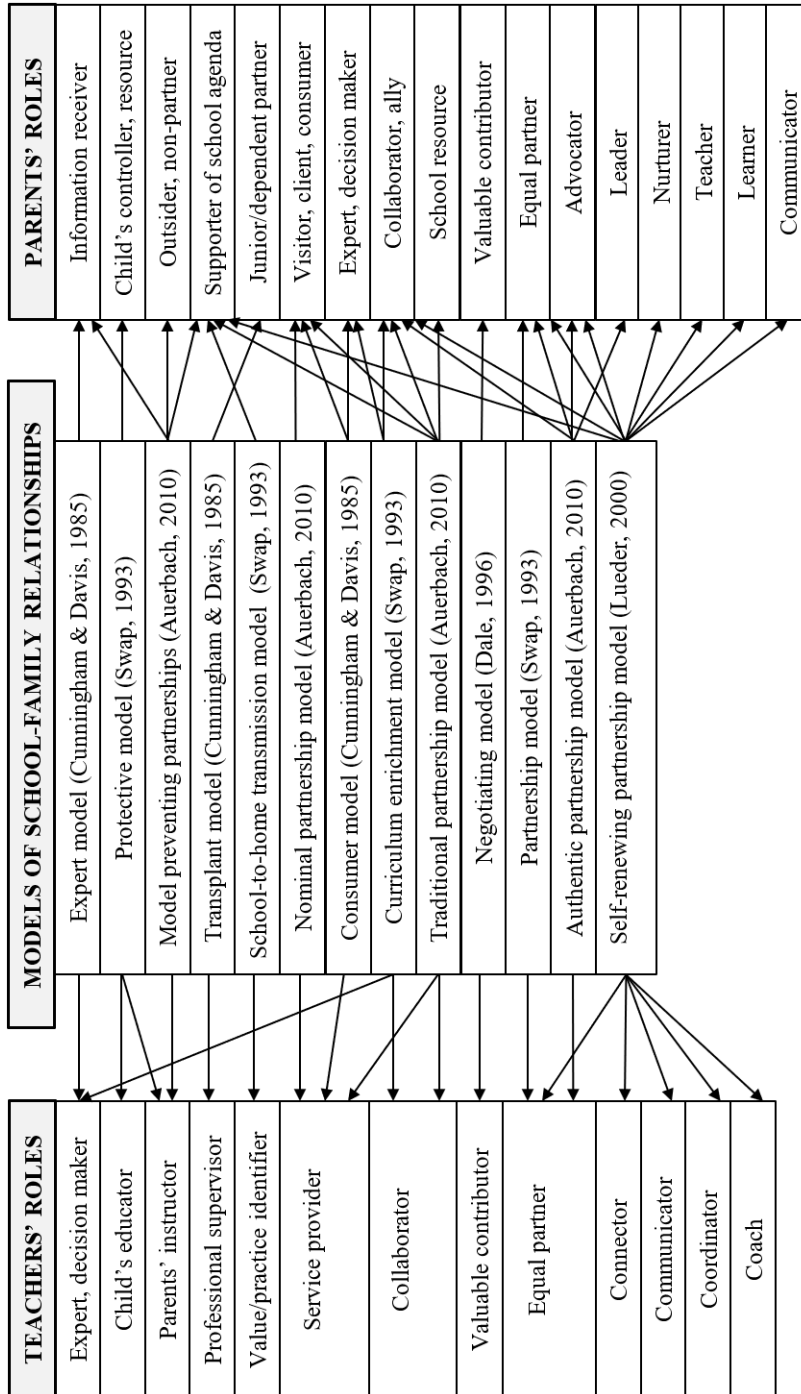 TEACHERS’ ROLES
Expert, decision maker
Child’s educator
Parents’ instructor
Professional supervisor
Value/practice identifier
Service provider
Collaborator
Valuable contributor
Equal partner
Connector
Communicator
Coordinator
Coach
MODELS OF SCHOOL-FAMILY RELATIONSHIPS
Expert model (Cunningham & Davis, 1985)
Protective model (Swap, 1993)
Model preventing partnerships (Auerbach, 2010)
Transplant model (Cunningham & Davis, 1985)
School-to-home transmission model (Swap, 1993)
Nominal partnership model (Auerbach, 2010)
Consumer model (Cunningham & Davis, 1985)
Curriculum enrichment model (Swap, 1993)
Traditional partnership model (Auerbach, 2010)
Negotiating model (Dale, 1996)
Partnership model (Swap, 1993)
Authentic partnership model (Auerbach, 2010)
Self-renewing partnership model (Lueder, 2000)
PARENTS’ ROLES
Information receiver
Child’s controller, resource
Outsider, non-partner
Supporter of school agenda
Junior/dependent partner
Visitor, client, consumer
Expert, decision maker
Collaborator, ally
School resource
Valuable contributor
Equal partner
Advocator
Leader
Nurturer
Teacher
Learner
Communicator